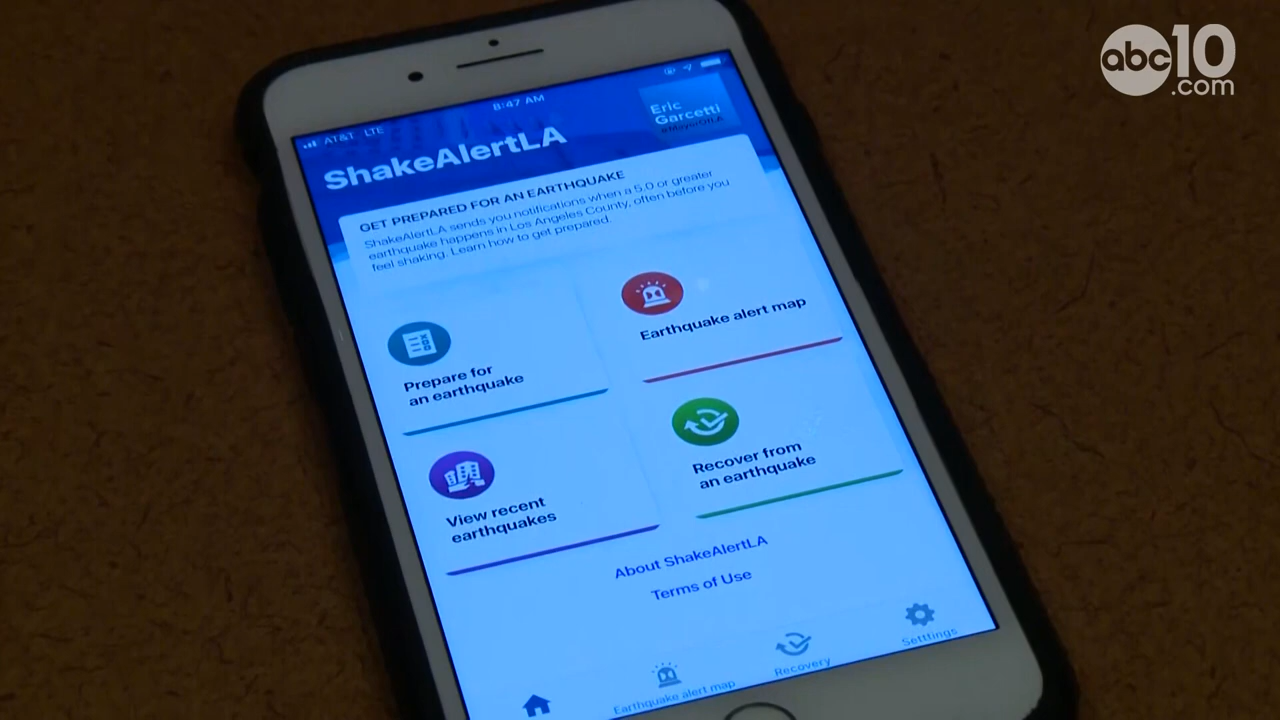 abc10
.com
AT&T LTE
8:47 AM
Eric
Garcetti
#MayorOfLA
ShakeAlertLA
GET PREPARED FOR AN EARTHQUAKE
ShakeAlertLA sends you notifications when a 5.0 or greater
earthquake happens in Los Angeles County, often before you
feel shaking. Learn how to get prepared.
Prepare for
an earthquake
Earthquake alert map
View recent
earthquakes
Recover from
an earthquake
About ShakeAlertLA
Terms of Use
Earthquake alert map
Recovery
Setttings